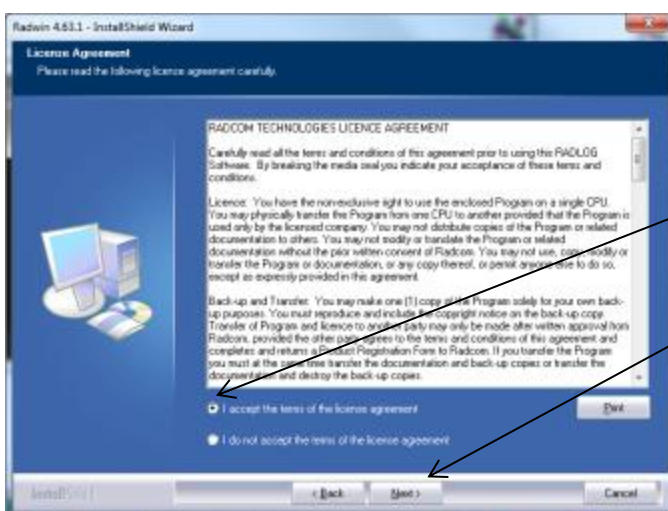 Radwin 4.63.1 - InstallShield Wizard
License Agreement
Please read the following license agreement carefully.
RADCOM TECHNOLOGIES LICENCE AGREEMENT
Carefully read all the terms and conditions of this agreement prior to using this RADLOG
Software. By breaking the media seal you indicate your acceptance of these terms and
conditions.
Licence: You have the non-exclusive right to use the enclosed Program on a single CPU.
You may physically transfer the Program from one CPU to another provided that the Program is
used only by the licensed company. You may not distribute copies of the Program or related
documentation to others. You may not modify or translate the Program or related
documentation without the prior written consent of Radcom. You may not use, copy, modify or
transfer the Program or documentation, or any copy thereof, or permit anyone else to do so,
except as expressly provided in this agreement.
Back-up and Transfer: You may make one (1) copy of the Program solely for your own back-
up purposes. You must reproduce and include the copyright notice on the back-up copy.
Transfer of Program and licence to another party may only be made after written approval from
Radcom, provided the other party agrees to the terms and conditions of this agreement and
completes and returns a Product Registration Form to Radcom. If you transfer the Program
you must at the same time transfer the documentation and back-up copies or transfer the
documentation and destroy the back-up copies.
I accept the terms of the license agreement
Print
I do not accept the terms of the license agreement
InstallShield
< Back
Next >
Cancel